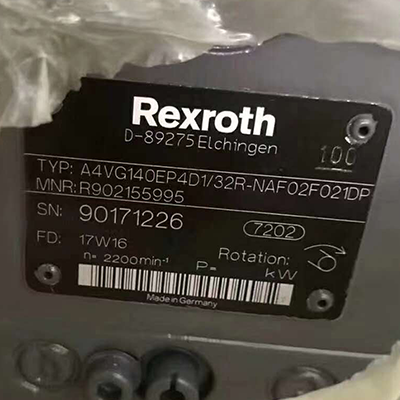 Rexroth
D-89275 Elchingen
100
TYP: A4VG140EP4D1/32R-NAF02F021DP
MNR: R902155995
SN: 90171226
7202
FD: 17W16
Rotation:
n= 2200min-¹ P= kW
Made in Germany